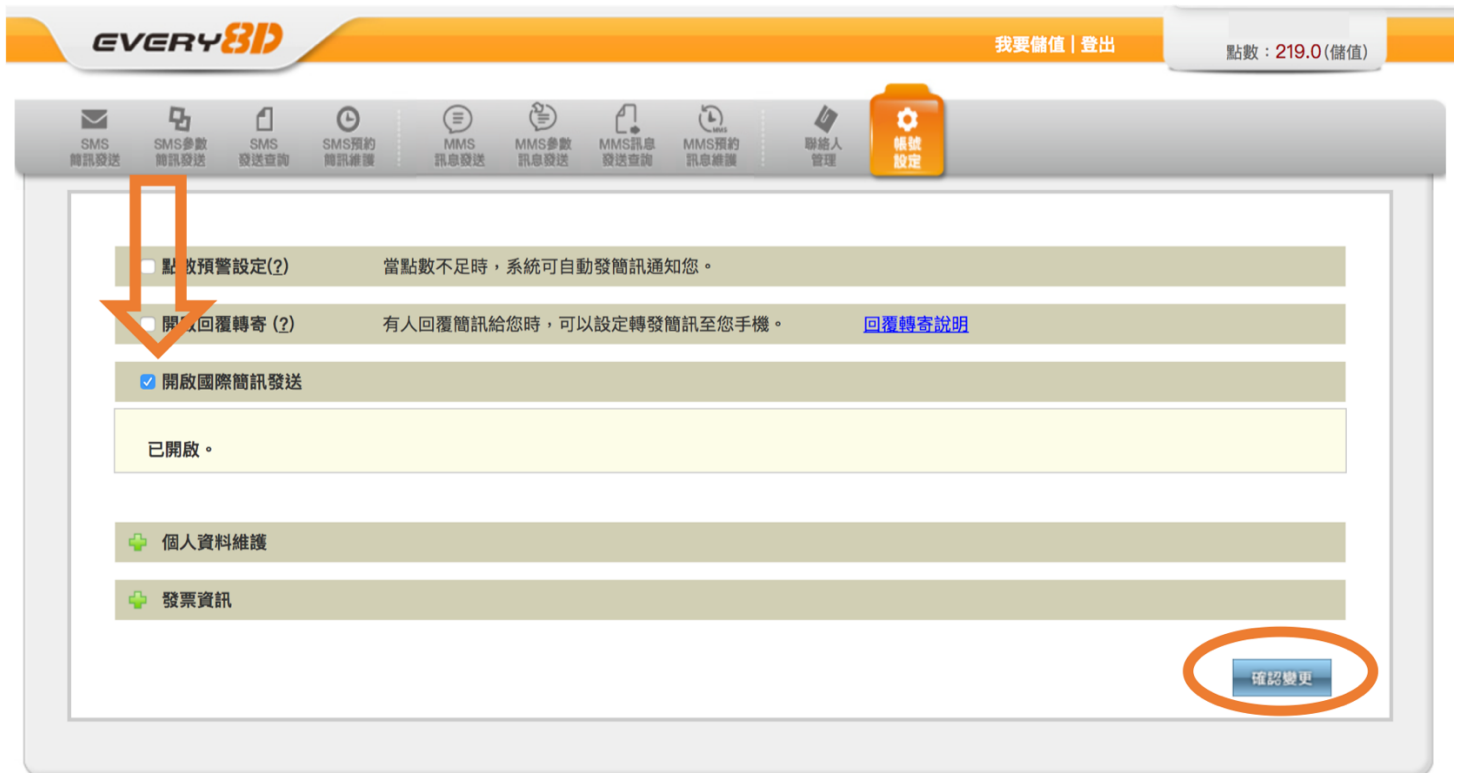 EVERY8D
我要儲值 | 登出
點數：219.0(儲值)
SMS
簡訊發送
SMS參數
簡訊發送
SMS
發送查詢
SMS預約
簡訊維護
MMS
訊息發送
MMS參數
訊息發送
MMS訊息
發送查詢
MMS預約
訊息維護
聯絡人
管理
帳號
設定
點數預警設定(?) 當點數不足時，系統可自動發簡訊通知您。
開啟回覆轉寄 (?) 有人回覆簡訊給您時，可以設定轉發簡訊至您手機。 回覆轉寄說明
開啟國際簡訊發送
已開啟。
個人資料維護
發票資訊
確認變更